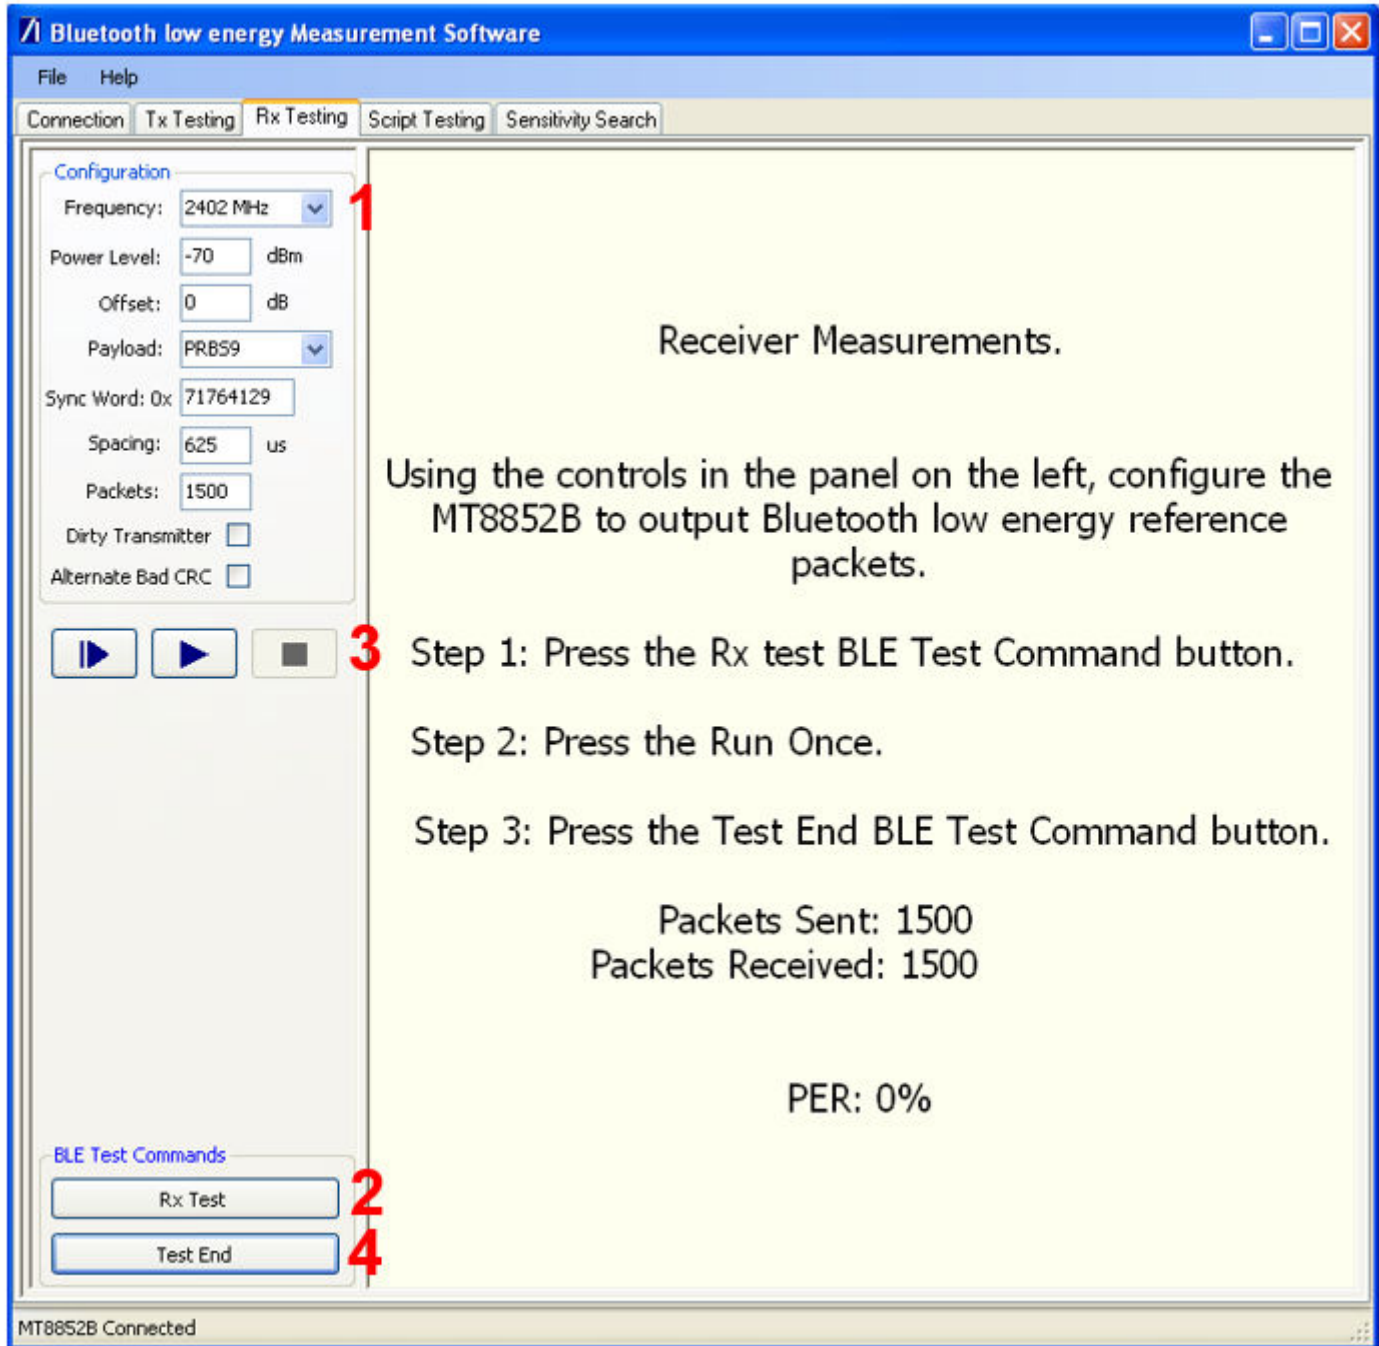 Bluetooth low energy Measurement Software
File Help
Connection Tx Testing Rx Testing Script Testing Sensitivity Search
Configuration
Frequency: 2402 MHz
1
Power Level: -70 dBm
Offset: 0 dB
Payload: PRBS9
Sync Word: 0x 71764129
Spacing: 625 us
Packets: 1500
Dirty Transmitter
Alternate Bad CRC
3
BLE Test Commands
Rx Test
2
Test End
4
Receiver Measurements.
Using the controls in the panel on the left, configure the
MT8852B to output Bluetooth low energy reference
packets.
Step 1: Press the Rx test BLE Test Command button.
Step 2: Press the Run Once.
Step 3: Press the Test End BLE Test Command button.
Packets Sent: 1500
Packets Received: 1500
PER: 0%
MT8852B Connected